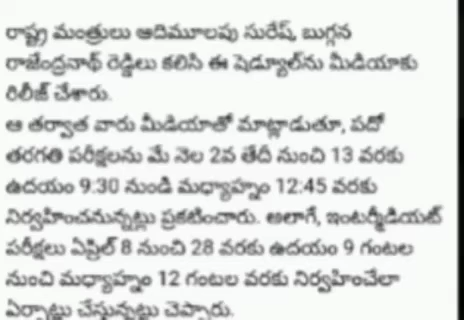 రాష్ట్ర మంత్రులు ఆదిమూలపు సురేష్, బుగ్గన
రాజేంద్రనాథ్ రెడ్డిలు కలిసి ఈ షెడ్యూల్‌ను మీడియాకు
రిలీజ్ చేశారు.
ఆ తర్వాత వారు మీడియాతో మాట్లాడుతూ, పదో
తరగతి పరీక్షలను మే నెల 2వ తేదీ నుంచి 13 వరకు
ఉదయం 9:30 నుండి మధ్యాహ్నం 12:45 వరకు
నిర్వహించనున్నట్లు ప్రకటించారు. అలాగే, ఇంటర్మీడియట్
పరీక్షలు ఏప్రిల్ 8 నుంచి 28 వరకు ఉదయం 9 గంటల
నుంచి మధ్యాహ్నం 12 గంటల వరకు నిర్వహించేలా
ఏర్పాట్లు చేస్తున్నట్టు చెప్పారు.